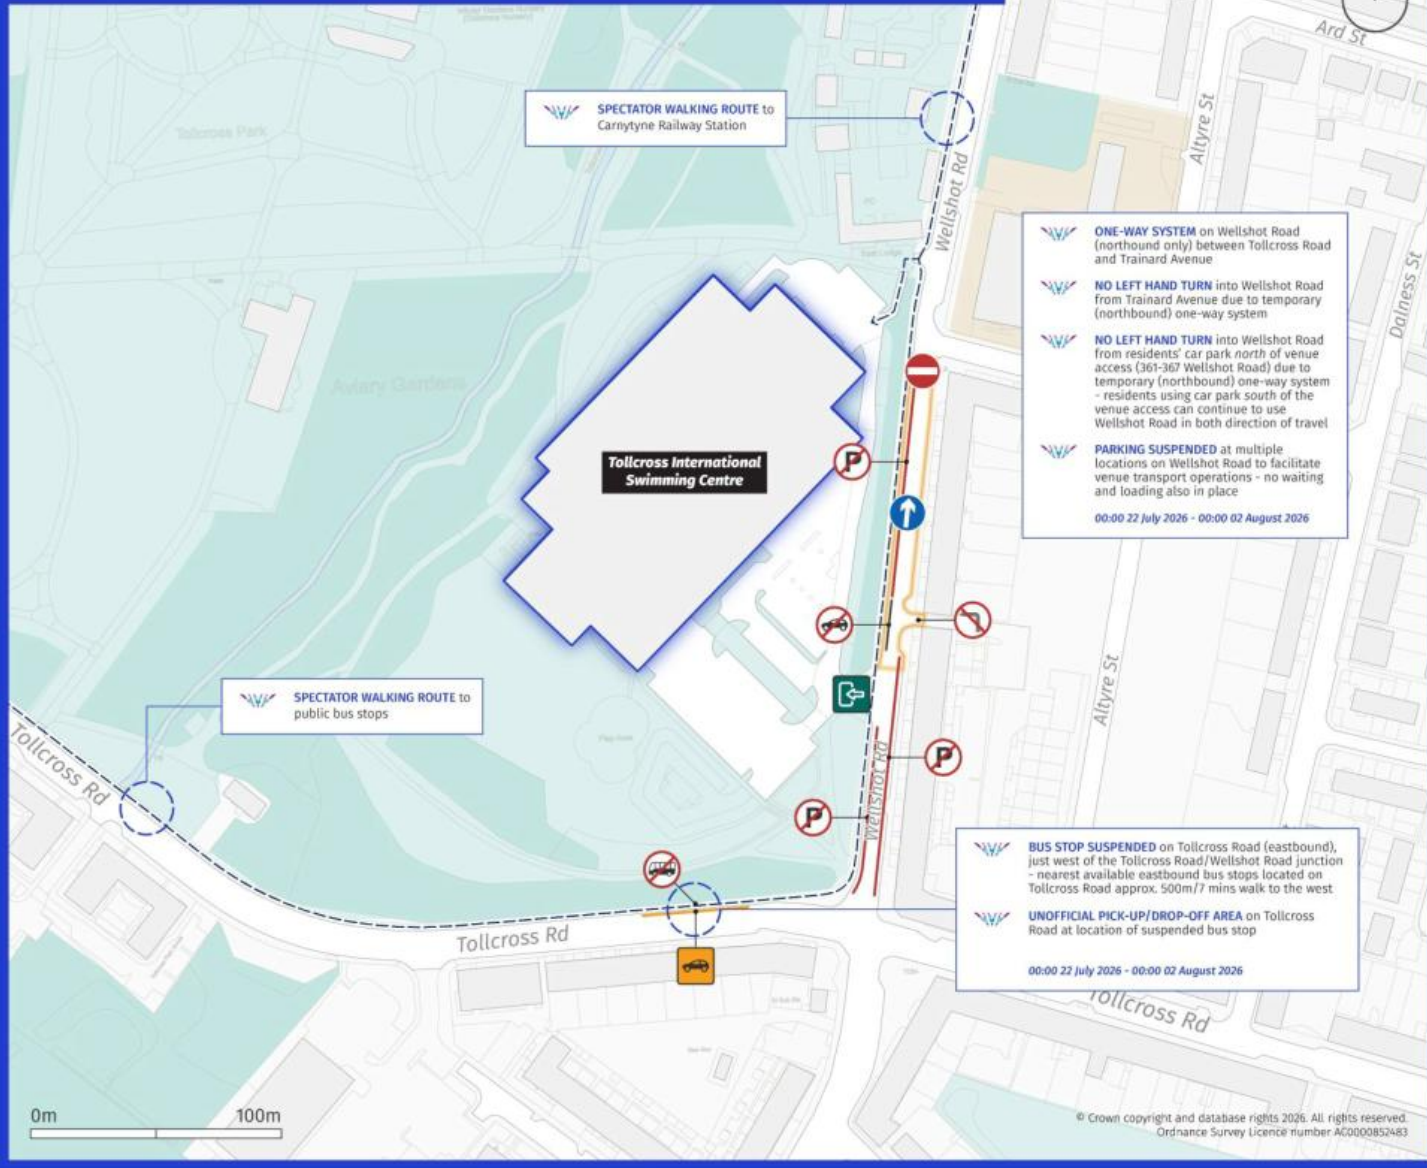 Ard St
Tollcross Park
SPECTATOR WALKING ROUTE to
Carnytyne Railway Station
Altyre St
Wellshot Rd
ONE-WAY SYSTEM on Wellshot Road
(northound only) between Tollcross Road
and Trainard Avenue
NO LEFT HAND TURN into Wellshot Road
from Trainard Avenue due to temporary
(northbound) one-way system
NO LEFT HAND TURN into Wellshot Road
from residents' car park north of venue
access (361-367 Wellshot Road) due to
temporary (northbound) one-way system
- residents using car park south of the
venue access can continue to use
Wellshot Road in both direction of travel
PARKING SUSPENDED at multiple
locations on Wellshot Road to facilitate
venue transport operations - no waiting
and loading also in place
00:00 22 July 2026 - 00:00 02 August 2026
Dalness St
Aviary Gardens
Tollcross International
Swimming Centre
P
Altyre St
SPECTATOR WALKING ROUTE to
public bus stops
Tollcross Rd
P
P
Wellshot Rd
BUS STOP SUSPENDED on Tollcross Road (eastbound),
just west of the Tollcross Road/Wellshot Road junction
- nearest available eastbound bus stops located on
Tollcross Road approx. 500m/7 mins walk to the west
UNOFFICIAL PICK-UP/DROP-OFF AREA on Tollcross
Road at location of suspended bus stop
00:00 22 July 2026 - 00:00 02 August 2026
Tollcross Rd
Tollcross Rd
0m 100m
© Crown copyright and database rights 2026. All rights reserved.
Ordnance Survey Licence number AC0000852483